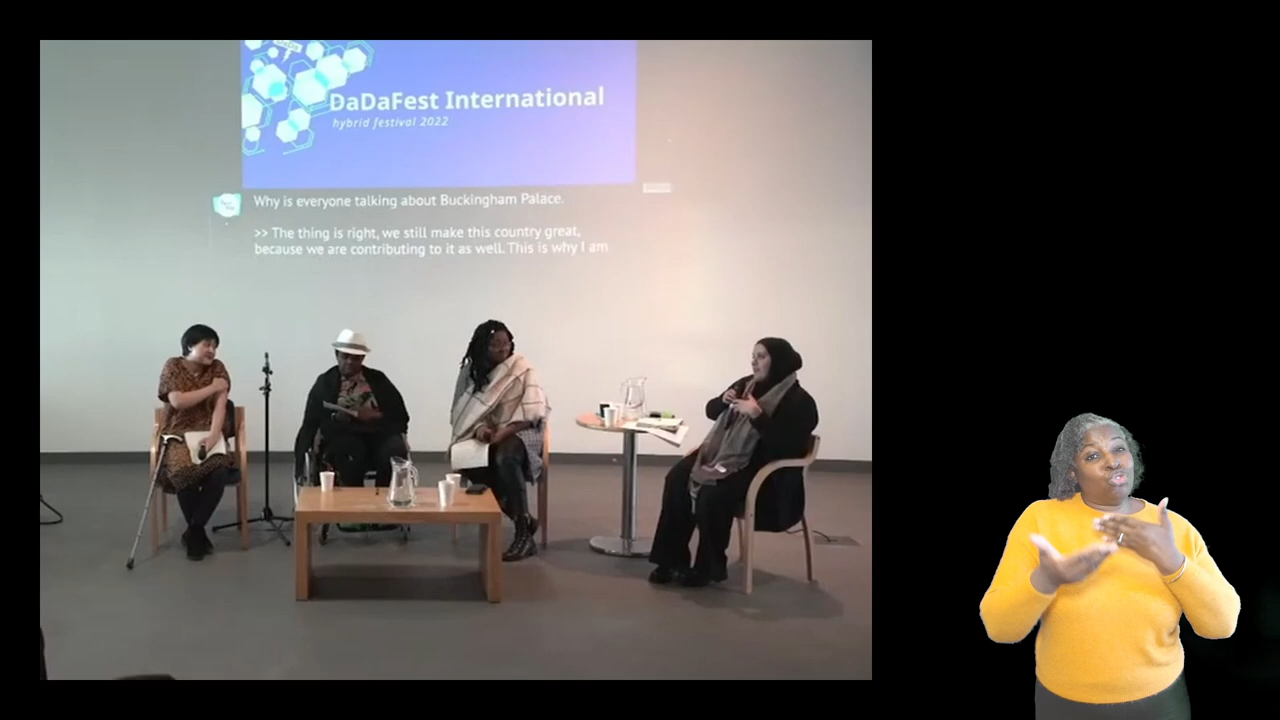 DaDaFest International
hybrid festival 2022
Why is everyone talking about Buckingham Palace.
>> The thing is right, we still make this country great,
because we are contributing to it as well. This is why I am